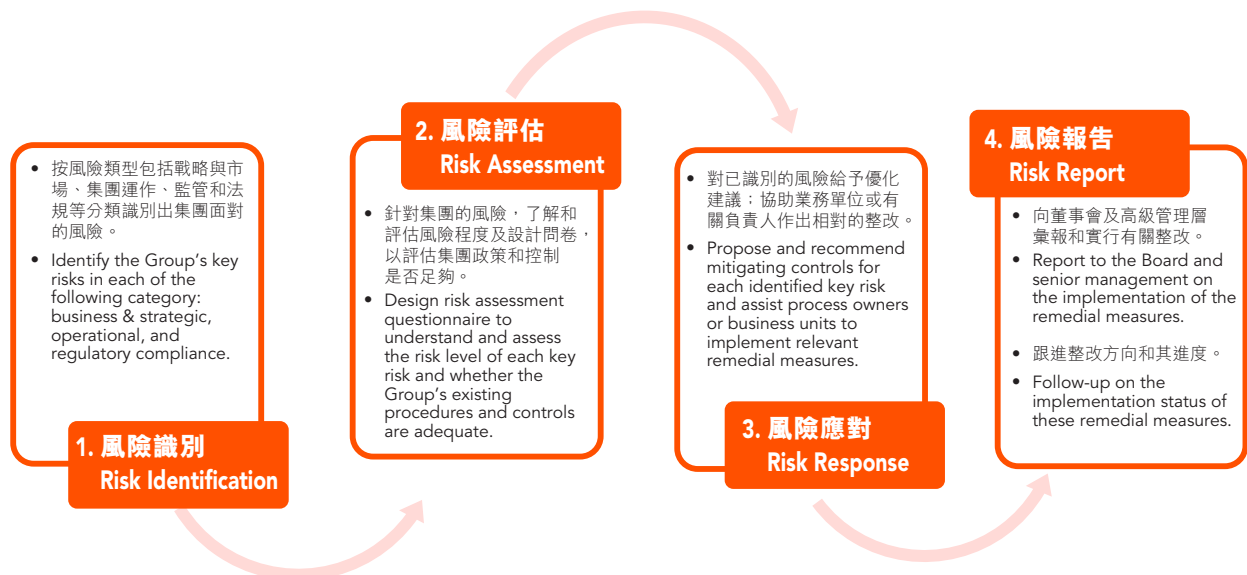 • 按風險類型包括戰略與市
場、集團運作、監管和法
規等分類識別出集團面對
的風險。
• Identify the Group's key
risks in each of the
following category:
business & strategic,
operational, and
regulatory compliance.
1. 風險識別
Risk Identification
2. 風險評估
Risk Assessment
• 針對集團的風險，了解和
評估風險程度及設計問卷，
以評估集團政策和控制
是否足夠。
• Design risk assessment
questionnaire to
understand and assess
the risk level of each key
risk and whether the
Group's existing
procedures and controls
are adequate.
• 對已識別的風險給予優化
建議；協助業務單位或有
關負責人作出相對的整改。
• Propose and recommend
mitigating controls for
each identified key risk
and assist process owners
or business units to
implement relevant
remedial measures.
3. 風險應對
Risk Response
4. 風險報告
Risk Report
• 向董事會及高級管理層
彙報和實行有關整改。
• Report to the Board and
senior management on
the implementation of the
remedial measures.
• 跟進整改方向和其進度。
• Follow-up on the
implementation status of
these remedial measures.